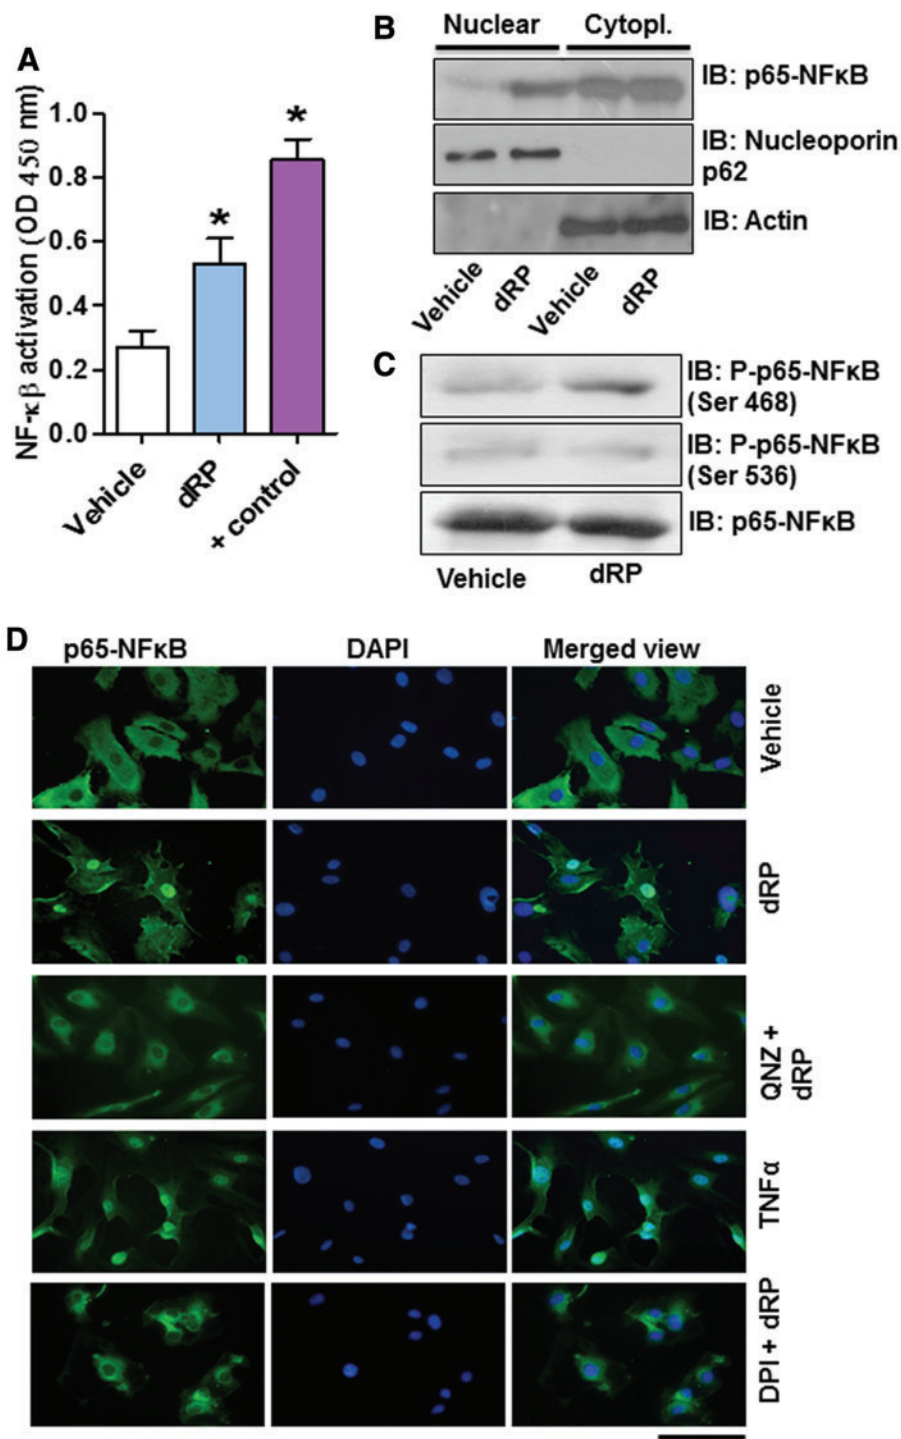 A
NF-κβ activation (OD 450 nm)
1.0
0.8
0.6
0.4
0.2
0.0
*
*
Vehicle
dRP
+ control
B
Nuclear Cytopl.
IB: p65-NFκB
IB: Nucleoporin
p62
IB: Actin
Vehicle
dRP
Vehicle
dRP
C
IB: P-p65-NFκB
(Ser 468)
IB: P-p65-NFκB
(Ser 536)
IB: p65-NFκB
Vehicle dRP
D
p65-NFκB DAPI Merged view
Vehicle
dRP
QNZ +
dRP
TNFα
DPI + dRP